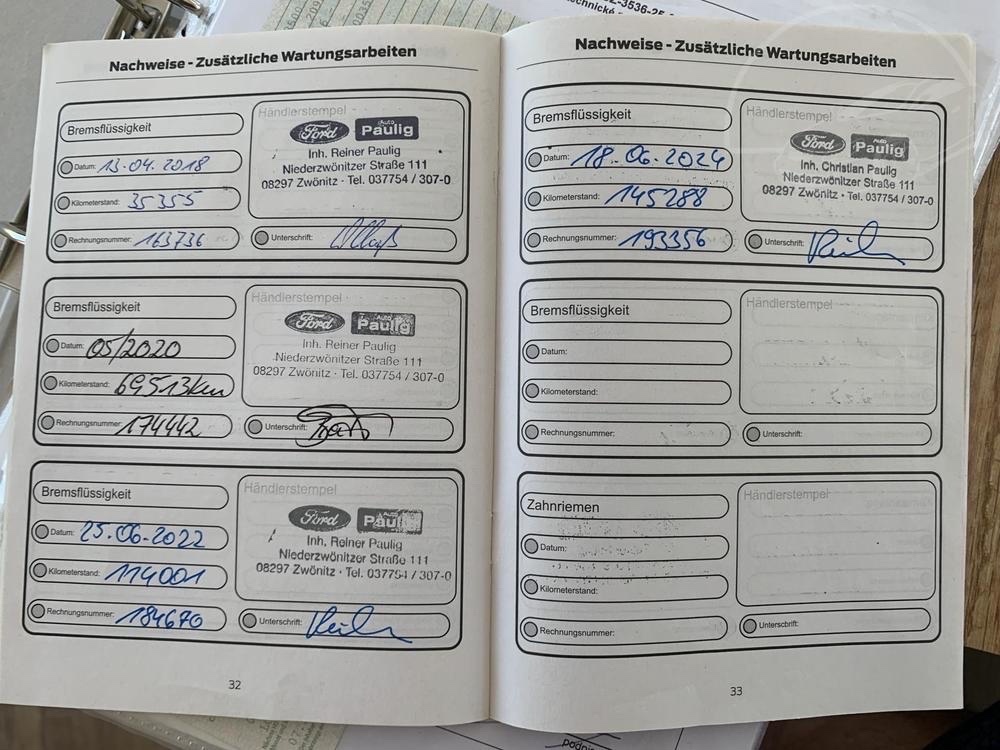 2-3536-25
technické
Nachweise - Zusätzliche Wartungsarbeiten
Bremsflüssigkeit
Datum: 13.04.2018
Kilometerstand: 35355
Rechnungsnummer: 163736
Händlerstempel
Ford Auto Paulig
Inh. Reiner Paulig
Niederzwönitzer Straße 111
08297 Zwönitz · Tel. 037754 / 307-0
Unterschrift:
Bremsflüssigkeit
Datum: 05/2020
Kilometerstand: 69513km
Rechnungsnummer: 174442
Händlerstempel
Ford Auto Paulig
Inh. Reiner Paulig
Niederzwönitzer Straße 111
08297 Zwönitz · Tel. 037754 / 307-0
Unterschrift:
Bremsflüssigkeit
Datum: 25.06.2022
Kilometerstand: 114001
Rechnungsnummer: 184670
Händlerstempel
Ford Auto Paulig
Inh. Reiner Paulig
Niederzwönitzer Straße 111
08297 Zwönitz · Tel. 037754 / 307-0
Unterschrift:
32
Nachweise - Zusätzliche Wartungsarbeiten
Bremsflüssigkeit
Datum: 18.06.2024
Kilometerstand: 145288
Rechnungsnummer: 193356
Händlerstempel
Ford Auto Paulig
Inh. Christian Paulig
Niederzwönitzer Straße 111
08297 Zwönitz · Tel. 037754 / 307-0
Unterschrift:
Bremsflüssigkeit
Datum:
Kilometerstand:
Rechnungsnummer:
Händlerstempel
Unterschrift:
Zahnriemen
Datum:
Kilometerstand:
Rechnungsnummer:
Händlerstempel
Unterschrift:
33